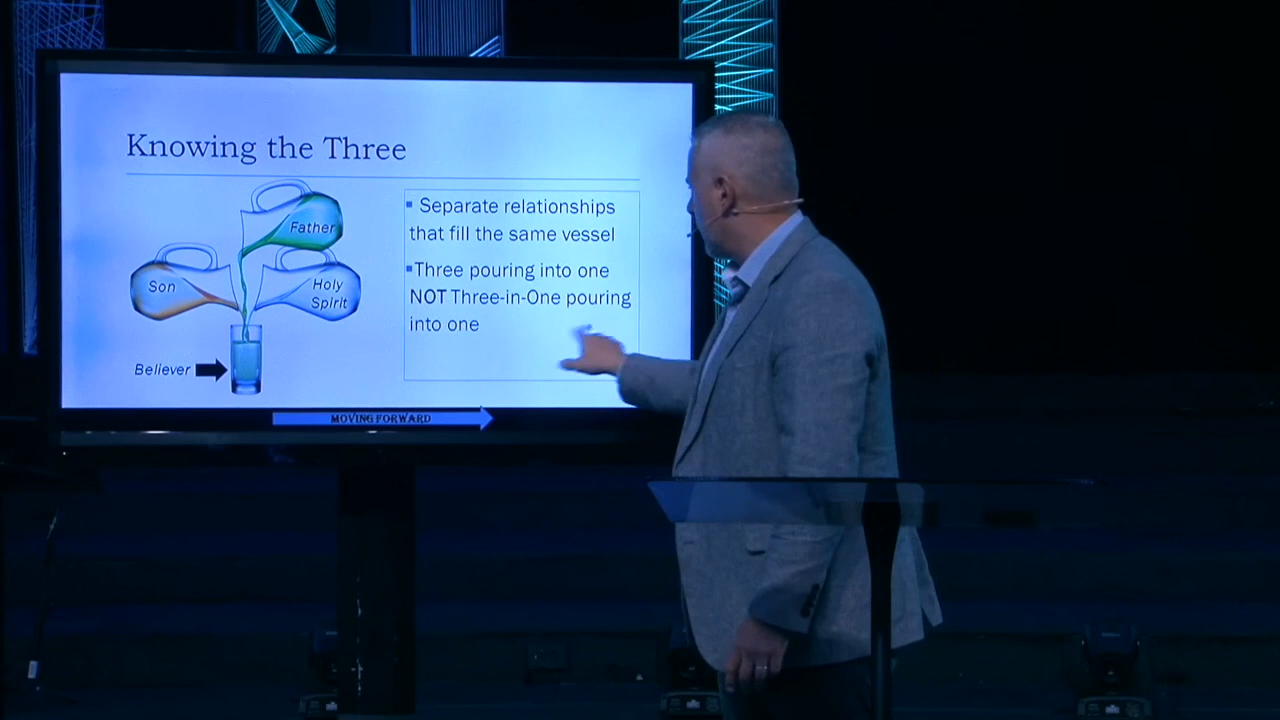 Knowing the Three
Father
Son
Holy
Spirit
Believer
▪ Separate relationships
that fill the same vessel
▪Three pouring into one
NOT Three-in-One pouring
into one
MOVING FORWARD